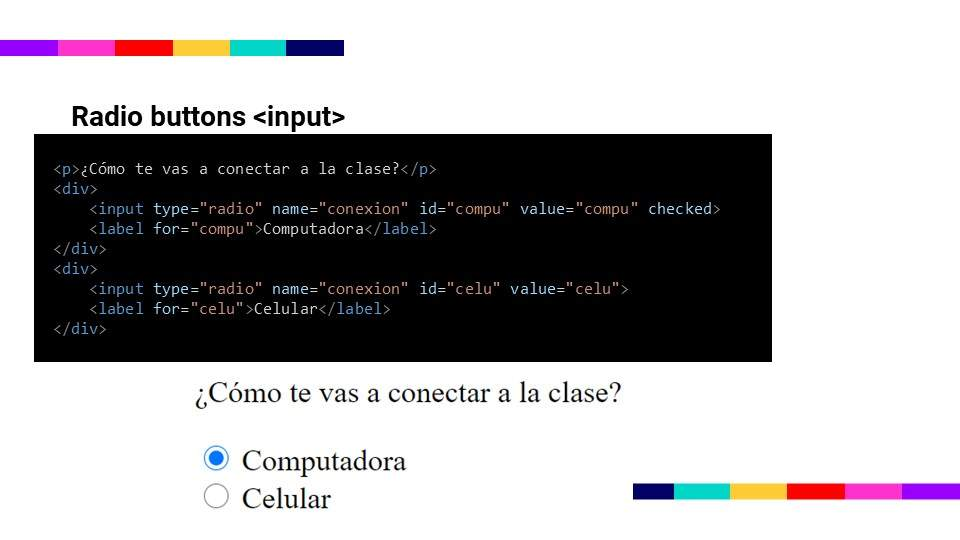 Radio buttons <input>
<p>¿Cómo te vas a conectar a la clase?</p>
<div>
    <input type="radio" name="conexion" id="compu" value="compu" checked>
    <label for="compu">Computadora</label>
</div>
<div>
    <input type="radio" name="conexion" id="celu" value="celu">
    <label for="celu">Celular</label>
</div>
¿Cómo te vas a conectar a la clase?
Computadora
Celular